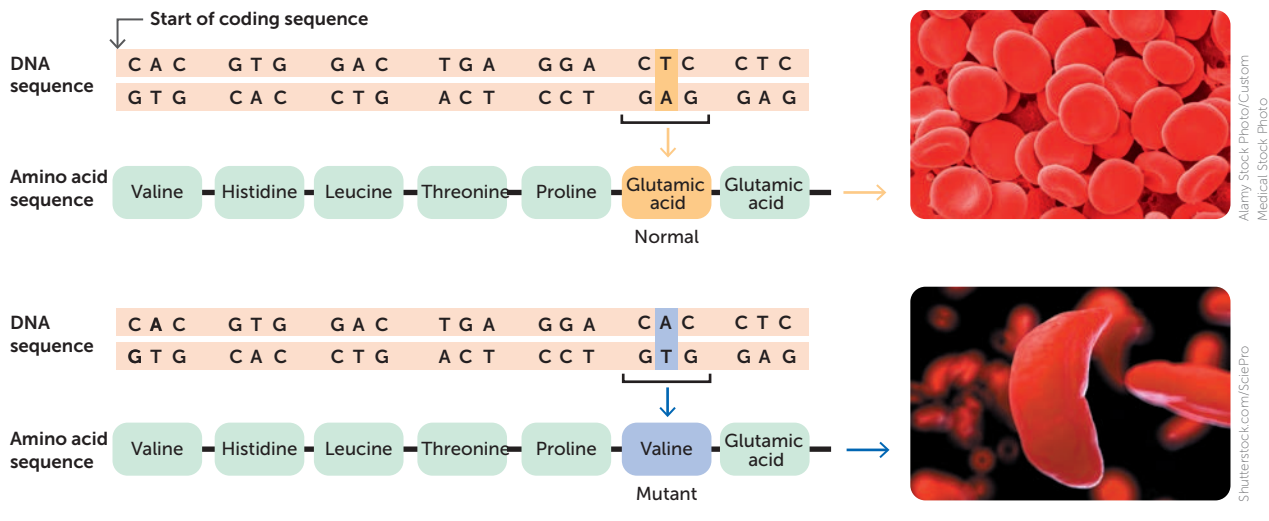 Start of coding sequence
DNA
sequence
C A C G T G G A C T G A G G A C T C C T C
G T G C A C C T G A C T C C T G A G G A G
Amino acid
sequence
Valine Histidine Leucine Threonine Proline Glutamic
acid Glutamic
acid
Normal
Alamy Stock Photo/Custom
Medical Stock Photo
DNA
sequence
C A C G T G G A C T G A G G A C A C C T C
G T G C A C C T G A C T C C T G T G G A G
Amino acid
sequence
Valine Histidine Leucine Threonine Proline Valine Glutamic
acid
Mutant
Shutterstock.com/SciePro